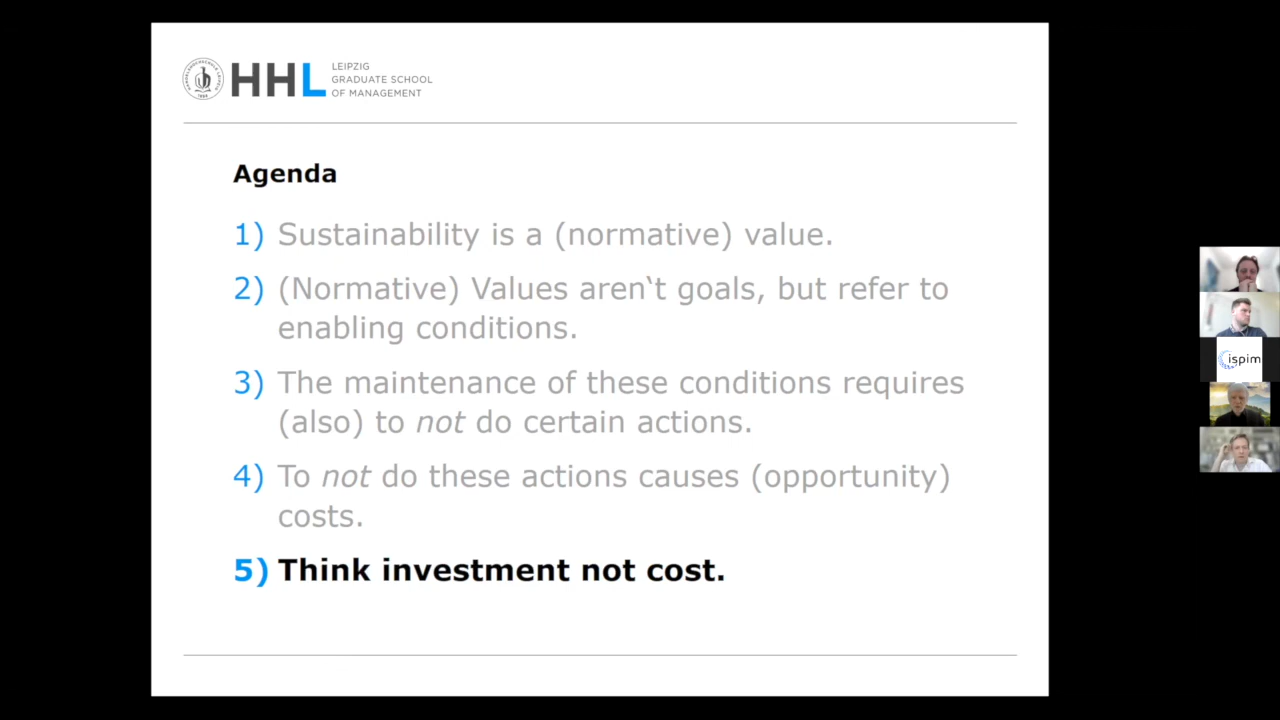 HHL
LEIPZIG
GRADUATE SCHOOL
OF MANAGEMENT
Agenda
1) Sustainability is a (normative) value.
2) (Normative) Values aren‘t goals, but refer to
enabling conditions.
3) The maintenance of these conditions requires
(also) to not do certain actions.
4) To not do these actions causes (opportunity)
costs.
5) Think investment not cost.
ispim